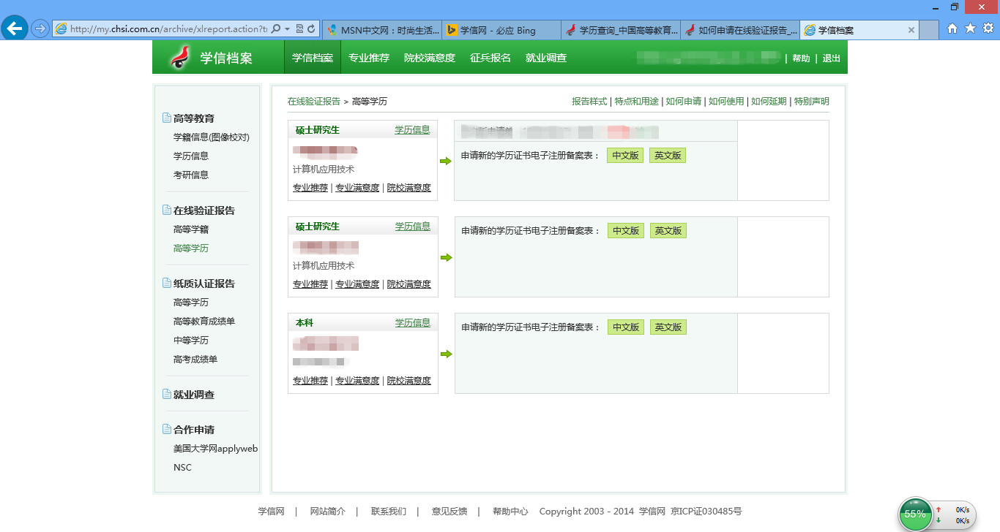 http://my.chsi.com.cn/archive/xlreport.action?t
MSN中文网：时尚生活...
学信网 - 必应 Bing
学历查询_中国高等教育...
如何申请在线验证报告_...
学信档案
学信档案
学信档案 专业推荐 院校满意度 征兵报名 就业调查
| 帮助 | 退出
高等教育
学籍信息(图像校对)
学历信息
考研信息
在线验证报告
高等学籍
高等学历
纸质认证报告
高等学历
高等教育成绩单
中等学历
高考成绩单
就业调查
合作申请
美国大学网applyweb
NSC
在线验证报告 > 高等学历
报告样式 | 特点和用途 | 如何申请 | 如何使用 | 如何延期 | 特别声明
硕士研究生 学历信息
计算机应用技术
专业推荐 | 专业满意度 | 院校满意度
申请新的学历证书电子注册备案表： 中文版 英文版
硕士研究生 学历信息
计算机应用技术
专业推荐 | 专业满意度 | 院校满意度
申请新的学历证书电子注册备案表： 中文版 英文版
本科 学历信息
专业推荐 | 专业满意度 | 院校满意度
申请新的学历证书电子注册备案表： 中文版 英文版
学信网 | 网站简介 | 联系我们 | 意见反馈 | 帮助中心 Copyright 2003 - 2014 学信网 京ICP证030485号
55%
0K/s
0K/s